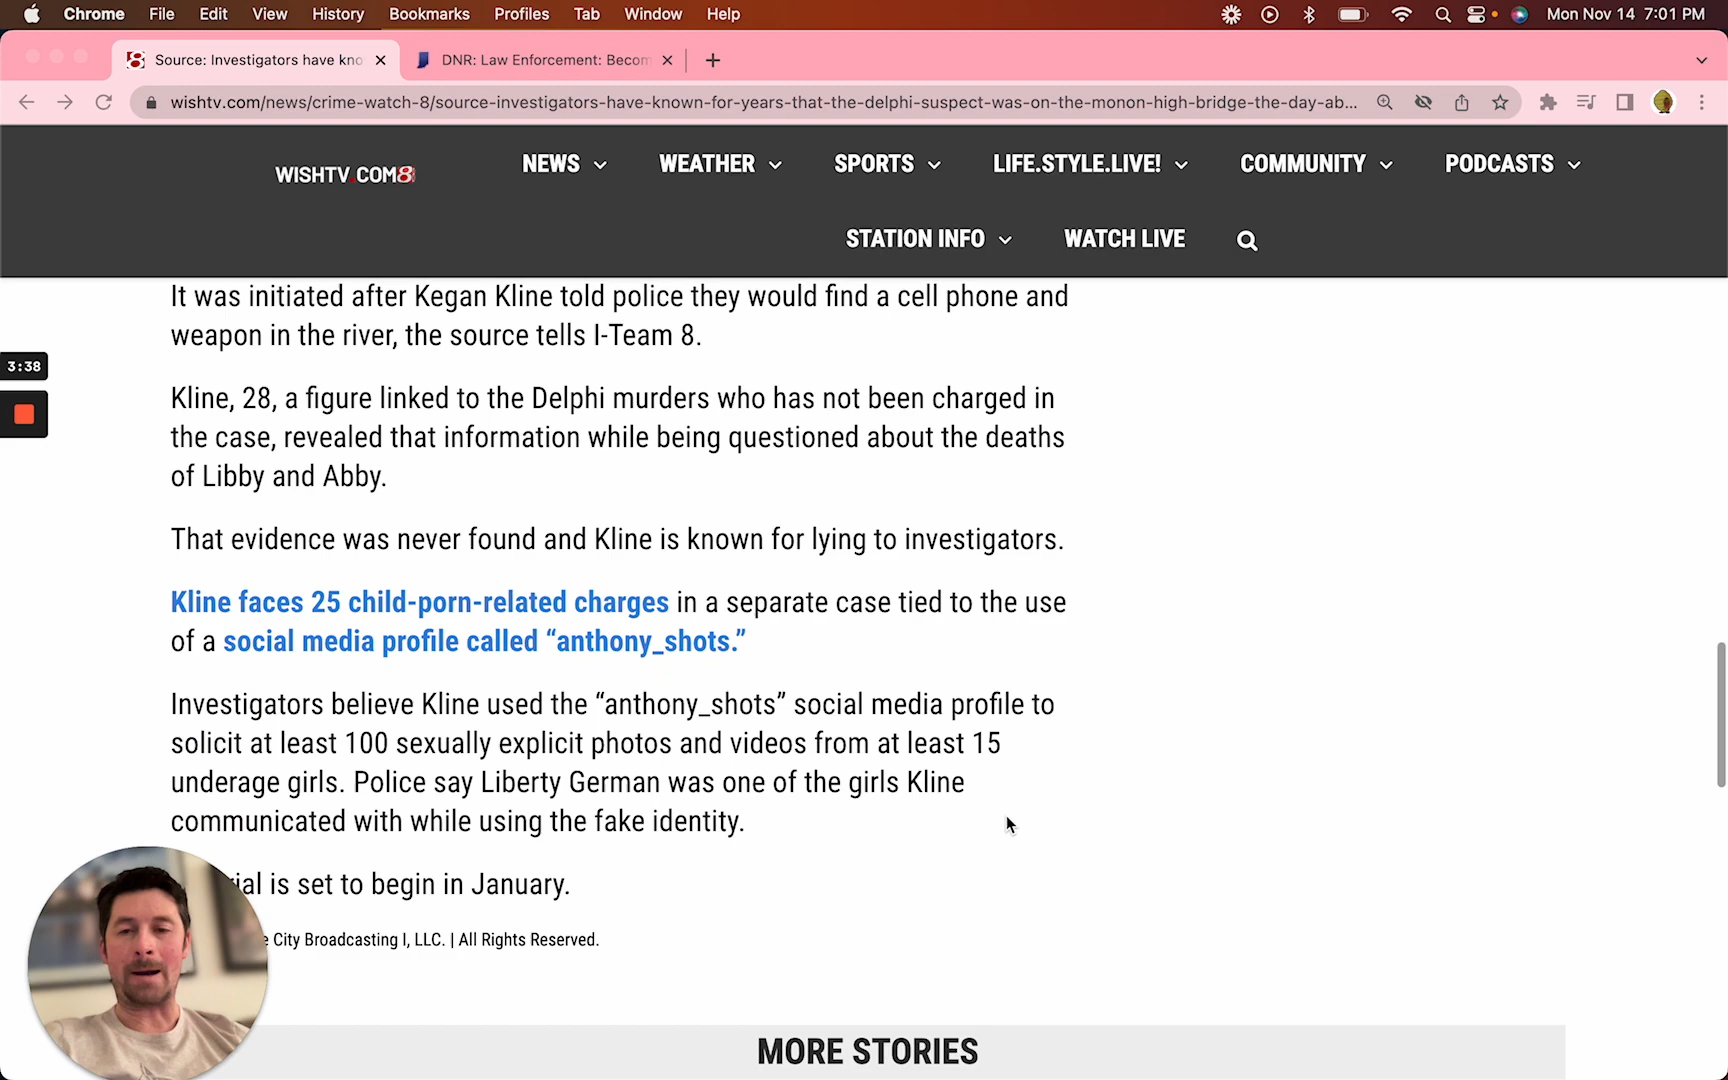 Chrome File Edit View History Bookmarks Profiles Tab Window Help Mon Nov 14 7:01 PM
Source: Investigators have kno DNR: Law Enforcement: Becom
wishtv.com/news/crime-watch-8/source-investigators-have-known-for-years-that-the-delphi-suspect-was-on-the-monon-high-bridge-the-day-ab...
WISHTV.COM8 NEWS WEATHER SPORTS LIFE.STYLE.LIVE! COMMUNITY PODCASTS
STATION INFO WATCH LIVE
It was initiated after Kegan Kline told police they would find a cell phone and
weapon in the river, the source tells I-Team 8.
3:38
Kline, 28, a figure linked to the Delphi murders who has not been charged in
the case, revealed that information while being questioned about the deaths
of Libby and Abby.
That evidence was never found and Kline is known for lying to investigators.
Kline faces 25 child-porn-related charges in a separate case tied to the use
of a social media profile called “anthony_shots.”
Investigators believe Kline used the “anthony_shots” social media profile to
solicit at least 100 sexually explicit photos and videos from at least 15
underage girls. Police say Liberty German was one of the girls Kline
communicated with while using the fake identity.
ial is set to begin in January.
e City Broadcasting I, LLC. | All Rights Reserved.
MORE STORIES